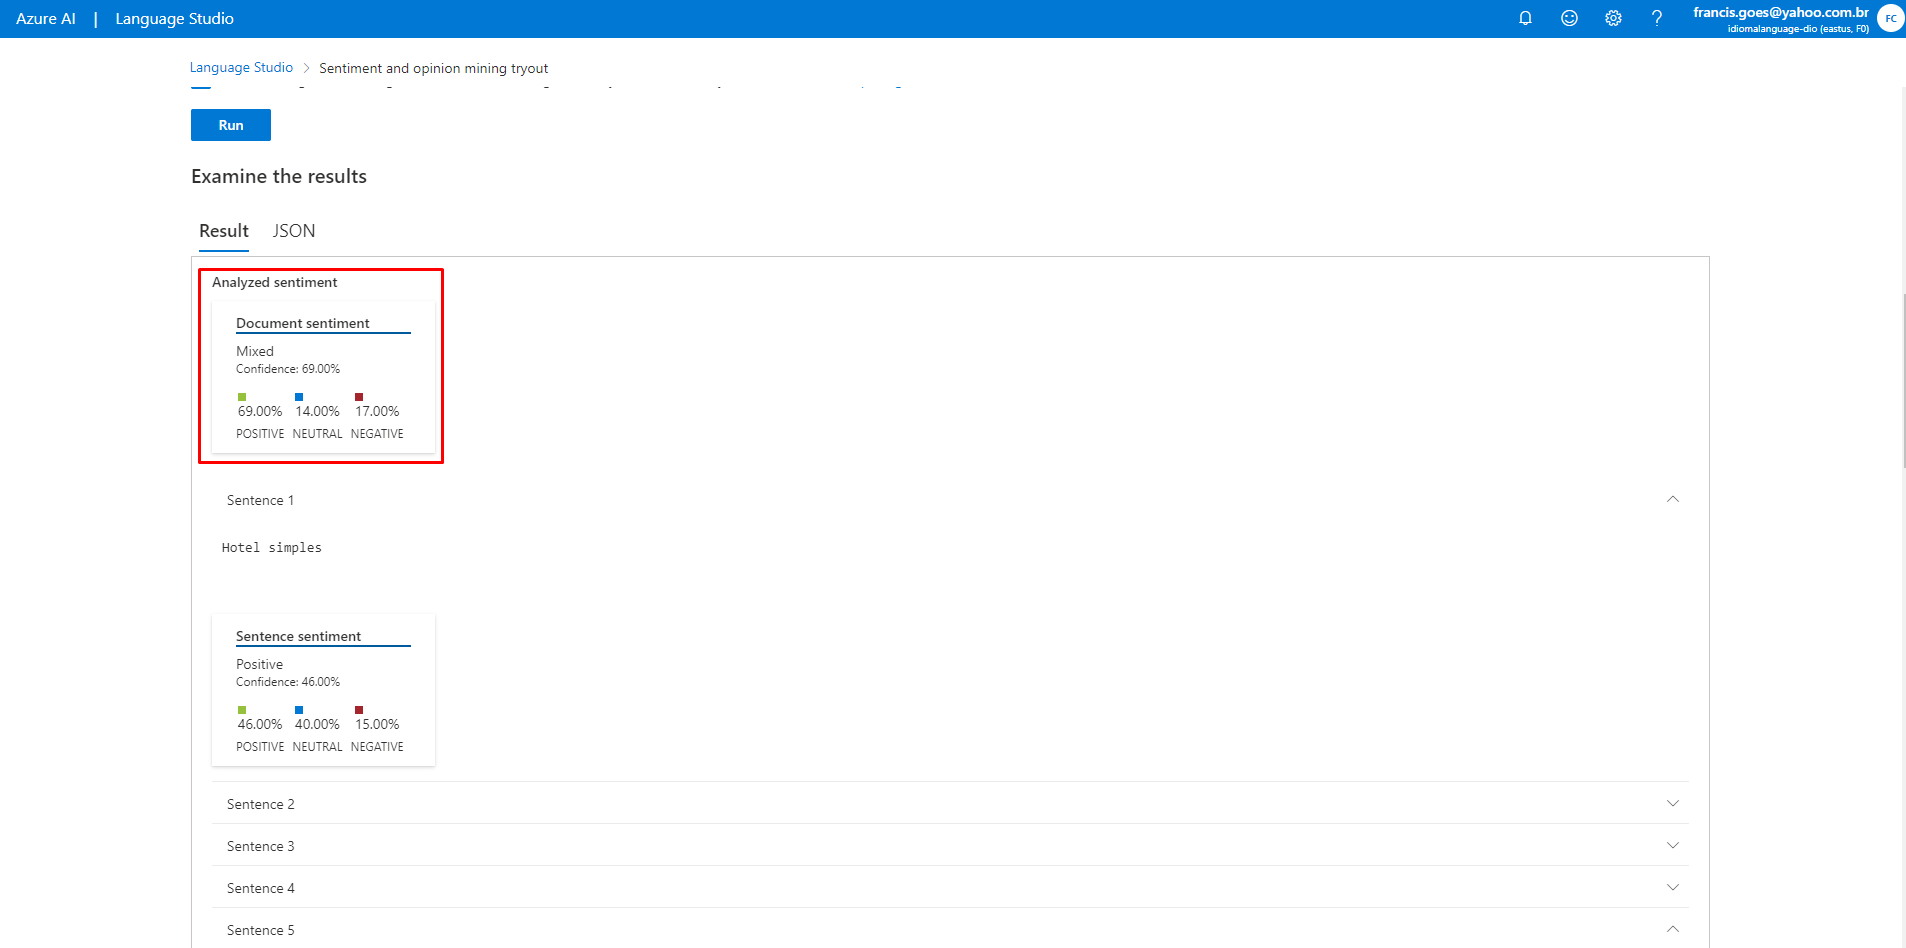 Azure AI | Language Studio
francis.goes@yahoo.com.br
idiomalanguage-dio (eastus, F0)
FC
Language Studio > Sentiment and opinion mining tryout
Run
Examine the results
Result JSON
Analyzed sentiment
Document sentiment
Mixed
Confidence: 69.00%
69.00% 14.00% 17.00%
POSITIVE NEUTRAL NEGATIVE
Sentence 1
Hotel simples
Sentence sentiment
Positive
Confidence: 46.00%
46.00% 40.00% 15.00%
POSITIVE NEUTRAL NEGATIVE
Sentence 2
Sentence 3
Sentence 4
Sentence 5